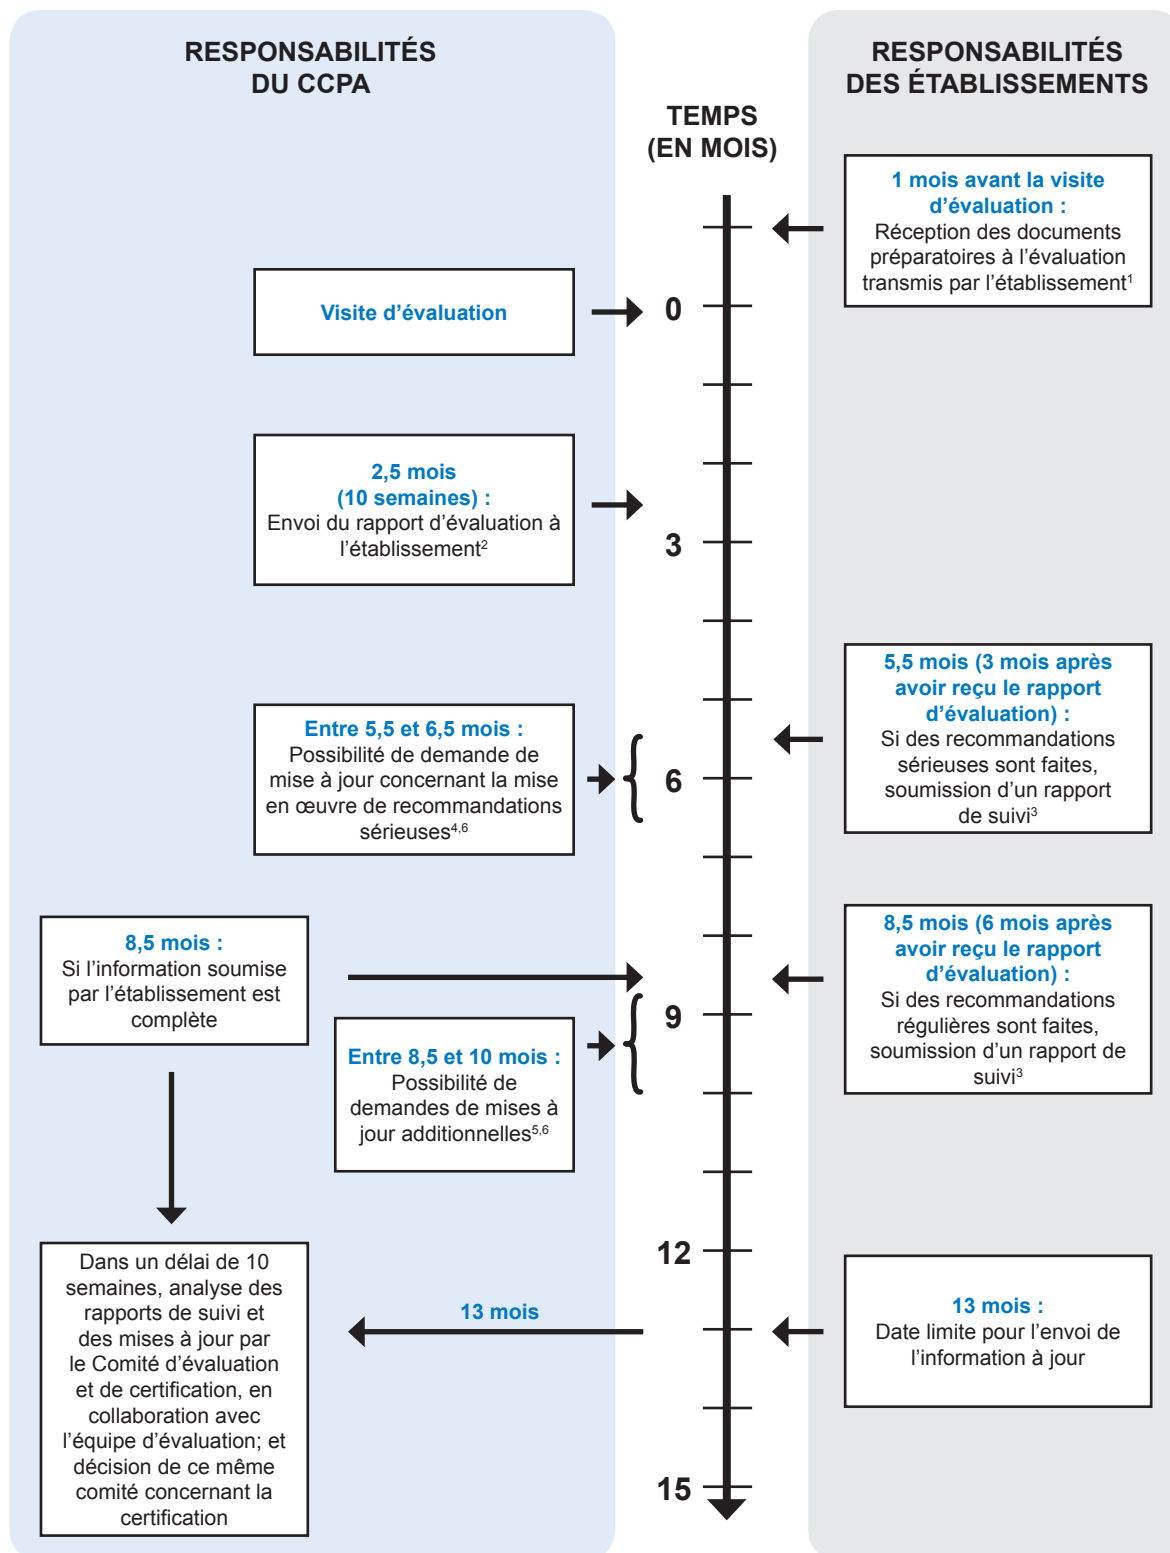 RESPONSABILITÉS
DU CCPA
RESPONSABILITÉS
DES ÉTABLISSEMENTS
TEMPS
(EN MOIS)
1 mois avant la visite
d’évaluation :
Réception des documents
préparatoires à l’évaluation
transmis par l’établissement¹
Visite d’évaluation
0
2,5 mois
(10 semaines) :
Envoi du rapport d’évaluation à
l’établissement²
3
5,5 mois (3 mois après
avoir reçu le rapport
d’évaluation) :
Si des recommandations
sérieuses sont faites,
soumission d’un rapport
de suivi³
Entre 5,5 et 6,5 mois :
Possibilité de demande de
mise à jour concernant la mise
en œuvre de recommandations
sérieuses⁴,⁶
6
8,5 mois :
Si l’information soumise
par l’établissement est
complète
8,5 mois (6 mois après
avoir reçu le rapport
d’évaluation) :
Si des recommandations
régulières sont faites,
soumission d’un rapport de
suivi³
9
Entre 8,5 et 10 mois :
Possibilité de
demandes de mises à
jour additionnelles⁵,⁶
12
Dans un délai de 10
semaines, analyse des
rapports de suivi et
des mises à jour par
le Comité d’évaluation
et de certification, en
collaboration avec
l’équipe d’évaluation; et
décision de ce même
comité concernant la
certification
13 mois
13 mois :
Date limite pour l’envoi de
l’information à jour
15